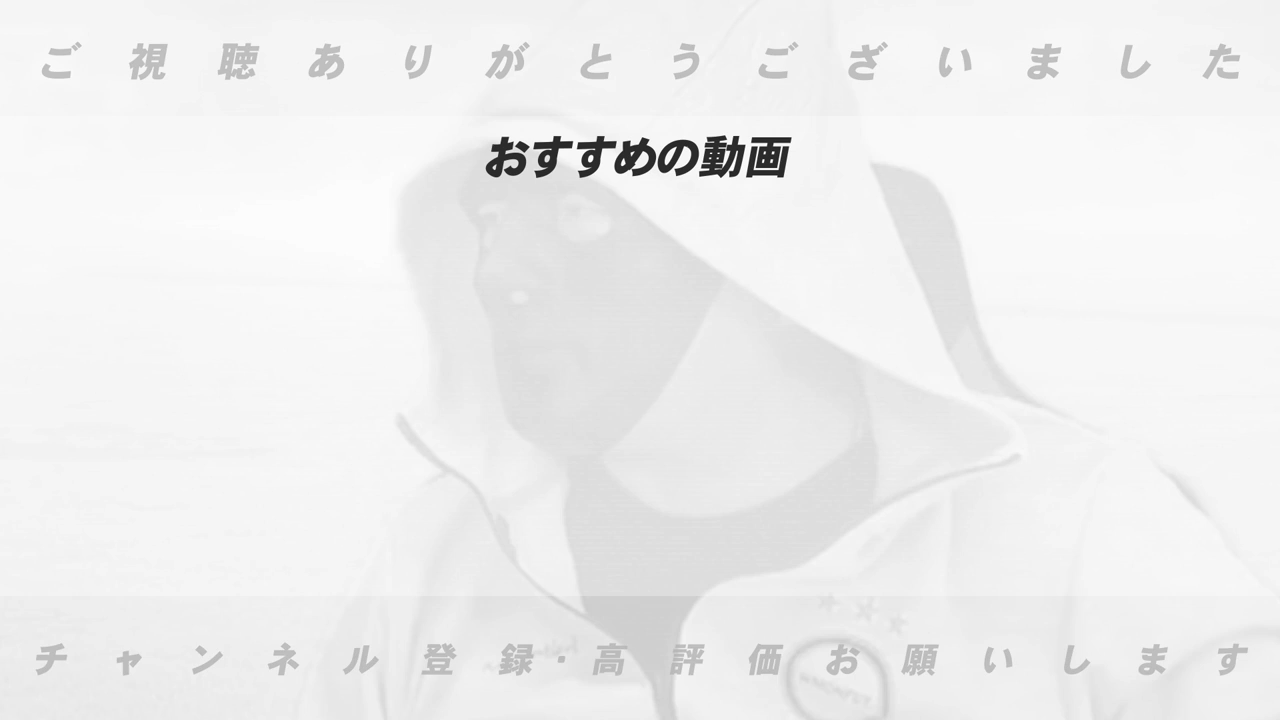 ご視聴ありがとうございました
おすすめの動画
チャンネル登録・高評価お願いします